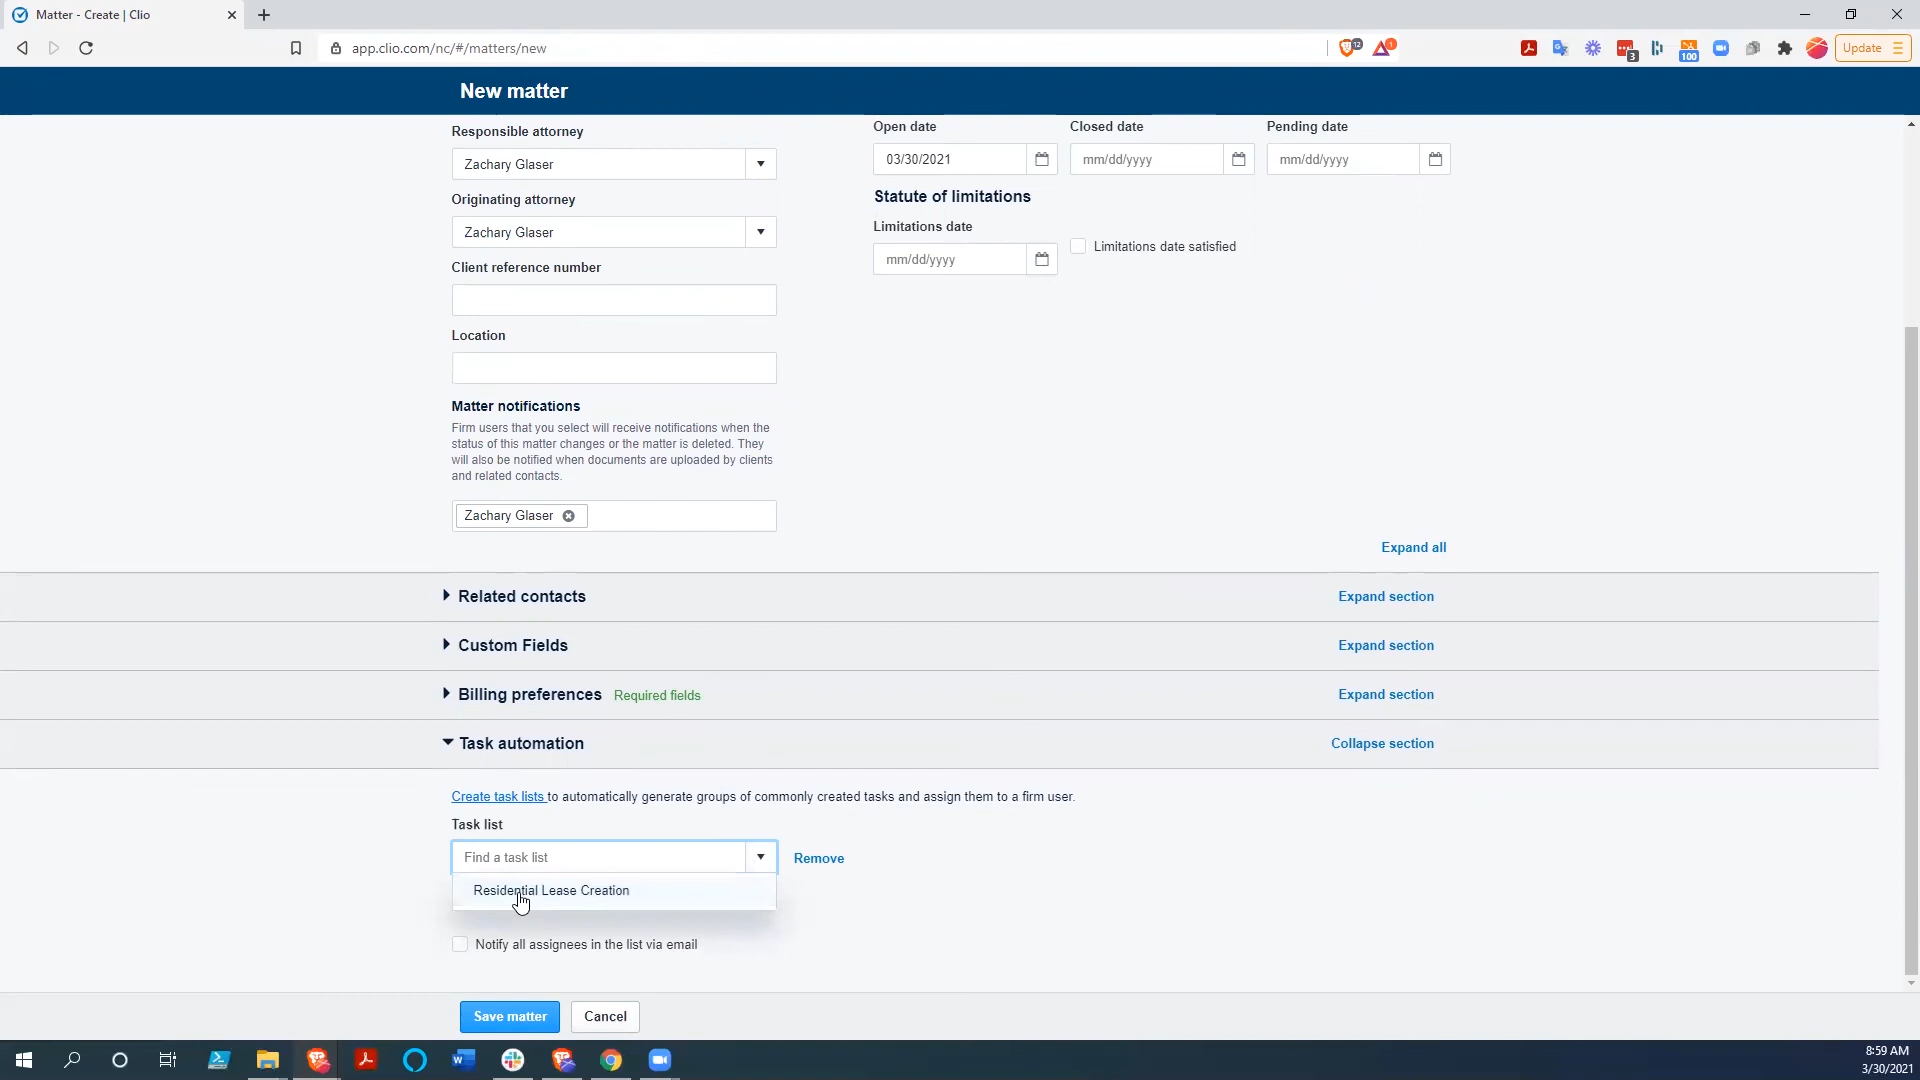 Matter - Create | Clio
app.clio.com/nc/#/matters/new
12
1
3
100
Update
New matter
Responsible attorney
Zachary Glaser
Originating attorney
Zachary Glaser
Client reference number
Location
Matter notifications
Firm users that you select will receive notifications when the
status of this matter changes or the matter is deleted. They
will also be notified when documents are uploaded by clients
and related contacts.
Zachary Glaser
Open date Closed date Pending date
03/30/2021 mm/dd/yyyy mm/dd/yyyy
Statute of limitations
Limitations date
mm/dd/yyyy Limitations date satisfied
Expand all
Related contacts Expand section
Custom Fields Expand section
Billing preferences Required fields Expand section
Task automation Collapse section
Create task lists to automatically generate groups of commonly created tasks and assign them to a firm user.
Task list
Find a task list Remove
Residential Lease Creation
Notify all assignees in the list via email
Save matter Cancel
8:59 AM
3/30/2021